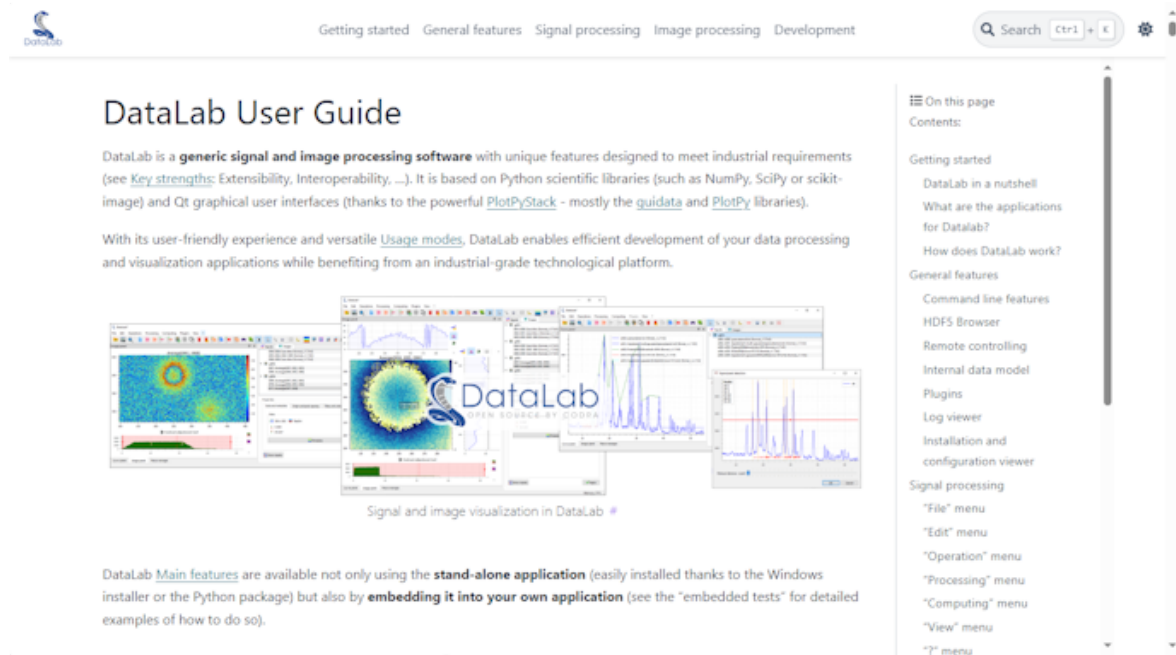 DataLab
Getting started
General features
Signal processing
Image processing
Development
Search Ctrl + K
DataLab User Guide
DataLab is a generic signal and image processing software with unique features designed to meet industrial requirements
(see Key strengths: Extensibility, Interoperability, ...). It is based on Python scientific libraries (such as NumPy, SciPy or scikit-
image) and Qt graphical user interfaces (thanks to the powerful PlotPyStack - mostly the guidata and PlotPy libraries).
With its user-friendly experience and versatile Usage modes, DataLab enables efficient development of your data processing
and visualization applications while benefiting from an industrial-grade technological platform.
DataLab
OPEN SOURCE BY CODRA
Signal and image visualization in DataLab #
DataLab Main features are available not only using the stand-alone application (easily installed thanks to the Windows
installer or the Python package) but also by embedding it into your own application (see the "embedded tests" for detailed
examples of how to do so).
On this page
Contents:
Getting started
DataLab in a nutshell
What are the applications
for Datalab?
How does DataLab work?
General features
Command line features
HDF5 Browser
Remote controlling
Internal data model
Plugins
Log viewer
Installation and
configuration viewer
Signal processing
"File" menu
"Edit" menu
"Operation" menu
"Processing" menu
"Computing" menu
"View" menu
"?" menu